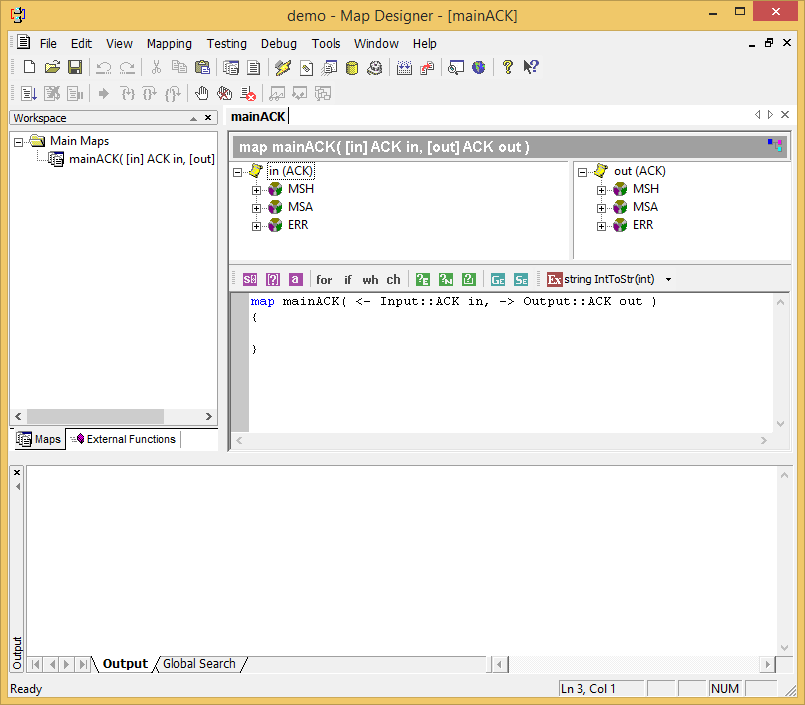 demo - Map Designer - [mainACK]
File Edit View Mapping Testing Debug Tools Window Help
Workspace
Main Maps
mainACK( [in] ACK in, [out]
Maps
External Functions
mainACK
map mainACK( [in] ACK in, [out] ACK out )
in (ACK)
MSH
MSA
ERR
out (ACK)
MSH
MSA
ERR
S [?] a for if wh ch ?E ?N GE SE Ex string IntToStr(int)
map mainACK( <- Input::ACK in, -> Output::ACK out )
{
}
Output
Output
Global Search
Ready
Ln 3, Col 1
NUM